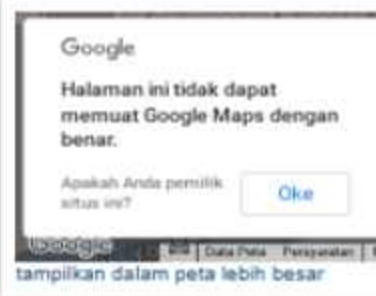 Google
Halaman ini tidak dapat
memuat Google Maps dengan
benar.
Apakah Anda pemilik
situs ini?
Oke
Google
Data Peta Persyaratan
tampilkan dalam peta lebih besar